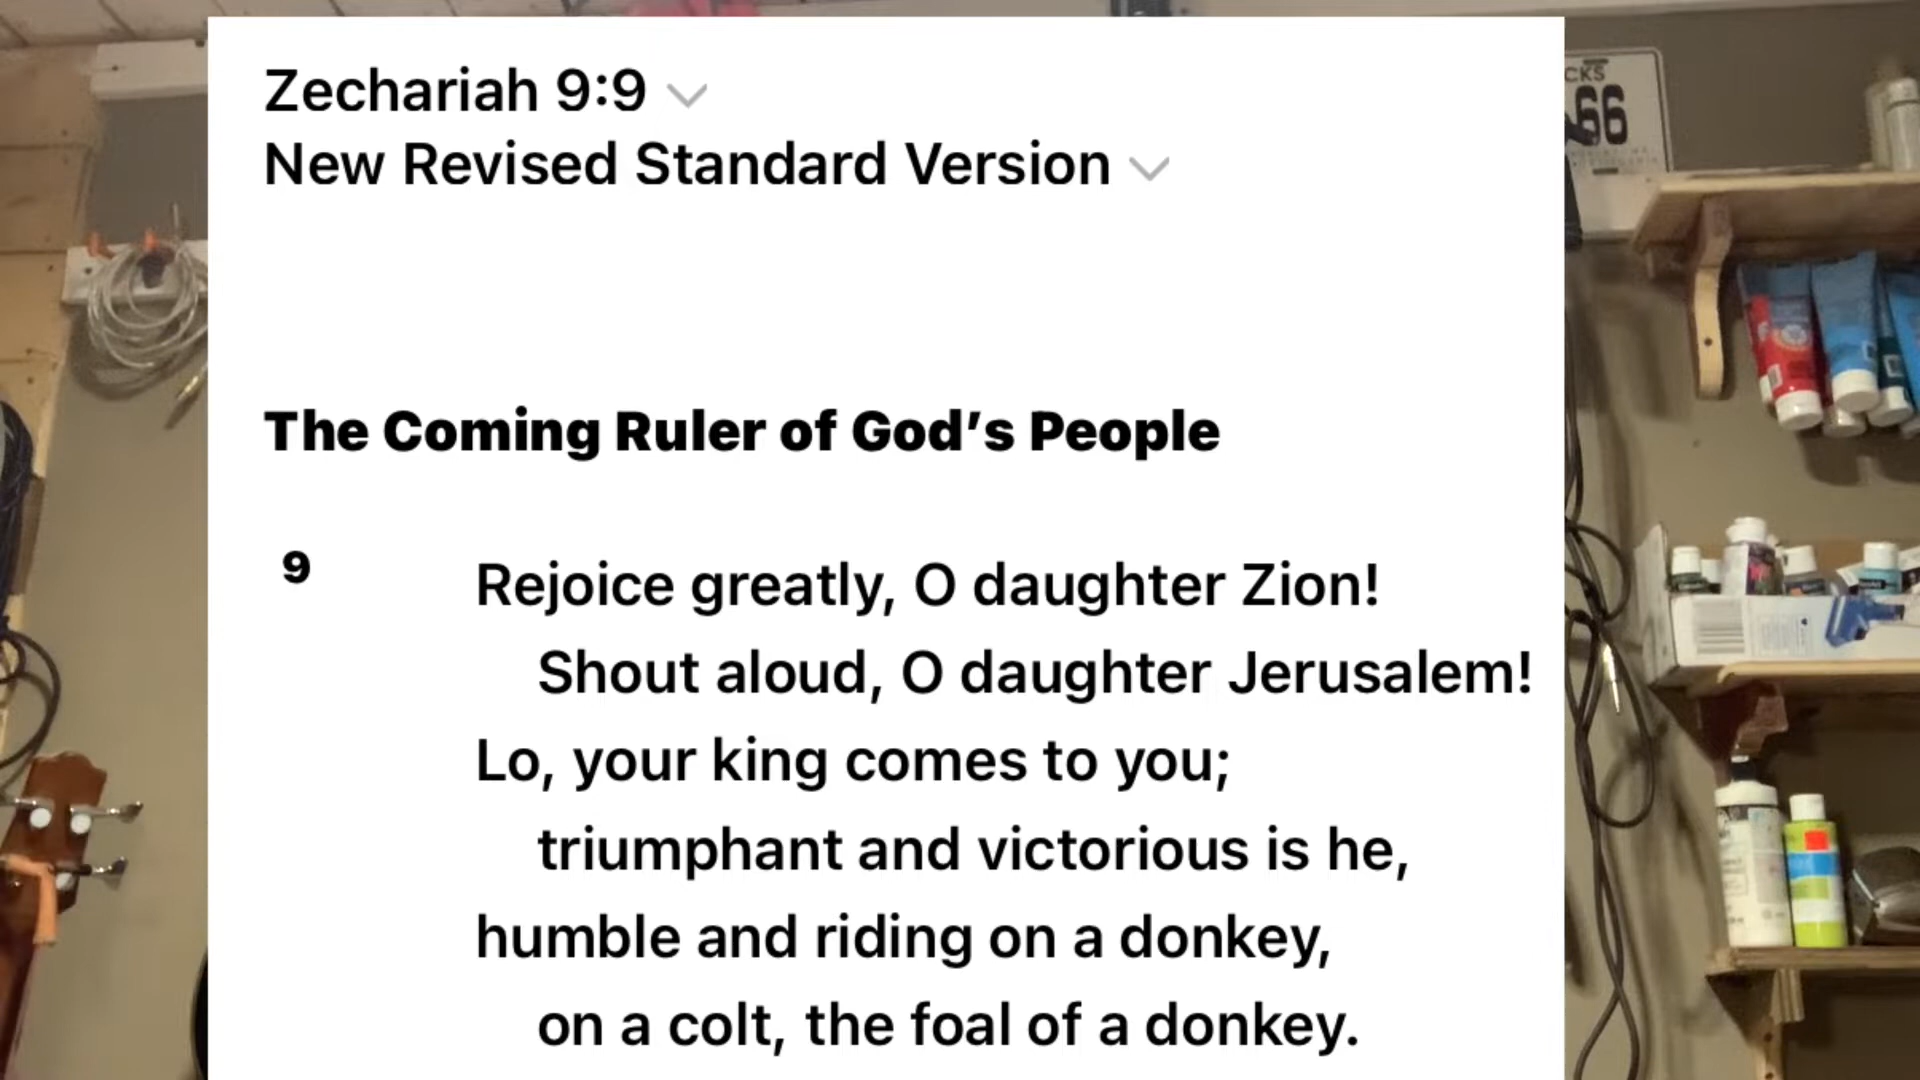 Zechariah 9:9
New Revised Standard Version
CKS
66
The Coming Ruler of God's People
9
Rejoice greatly, O daughter Zion!
Shout aloud, O daughter Jerusalem!
Lo, your king comes to you;
triumphant and victorious is he,
humble and riding on a donkey,
on a colt, the foal of a donkey.